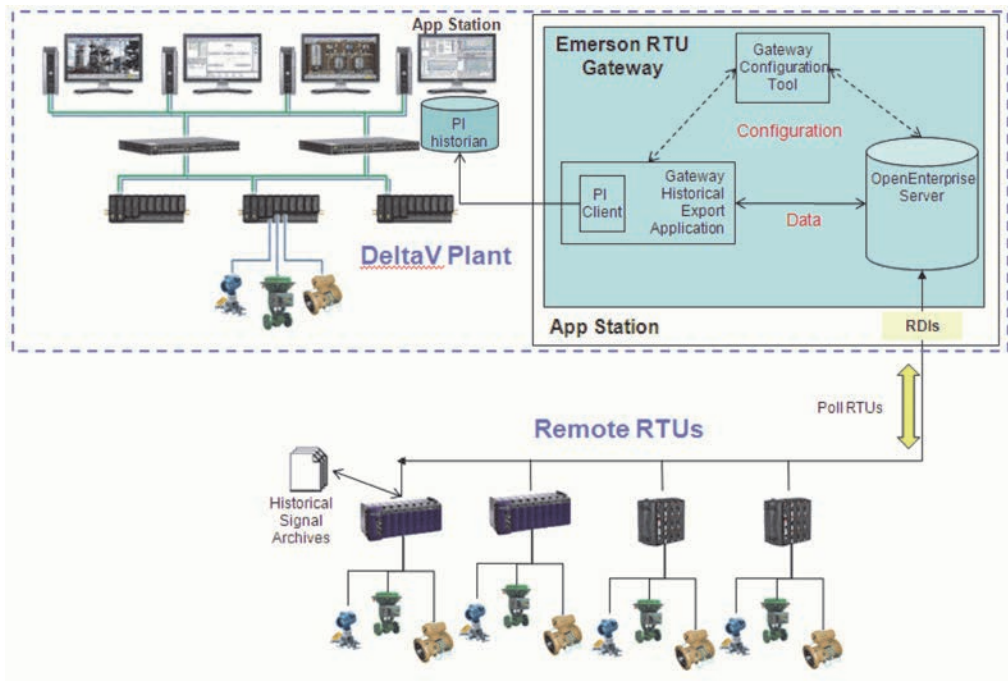 App Station
PI
historian
DeltaV Plant
Emerson RTU
Gateway
Gateway
Configuration
Tool
Configuration
Gateway
Historical
Export
Application
PI
Client
Data
OpenEnterprise
Server
App Station
RDIs
Poll RTUs
Remote RTUs
Historical
Signal
Archives